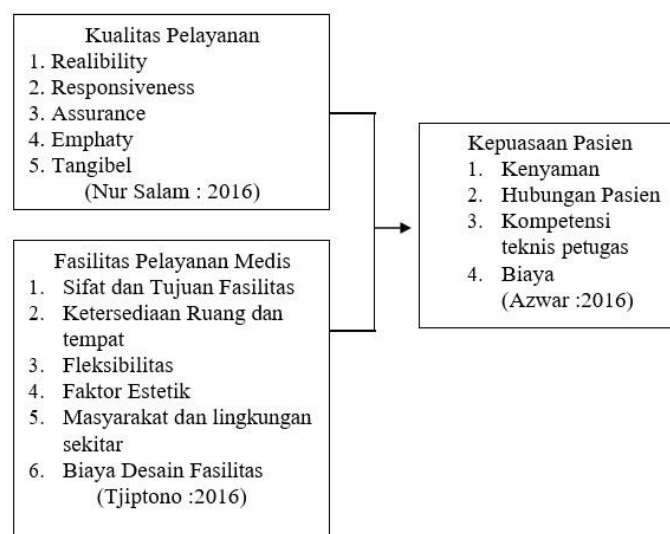 Kualitas Pelayanan
1. Realibility
2. Responsiveness
3. Assurance
4. Emphaty
5. Tangibel
(Nur Salam : 2016)
Fasilitas Pelayanan Medis
1. Sifat dan Tujuan Fasilitas
2. Ketersediaan Ruang dan
tempat
3. Fleksibilitas
4. Faktor Estetik
5. Masyarakat dan lingkungan
sekitar
6. Biaya Desain Fasilitas
(Tjiptono :2016)
Kepuasaan Pasien
1. Kenyaman
2. Hubungan Pasien
3. Kompetensi
teknis petugas
4. Biaya
(Azwar :2016)